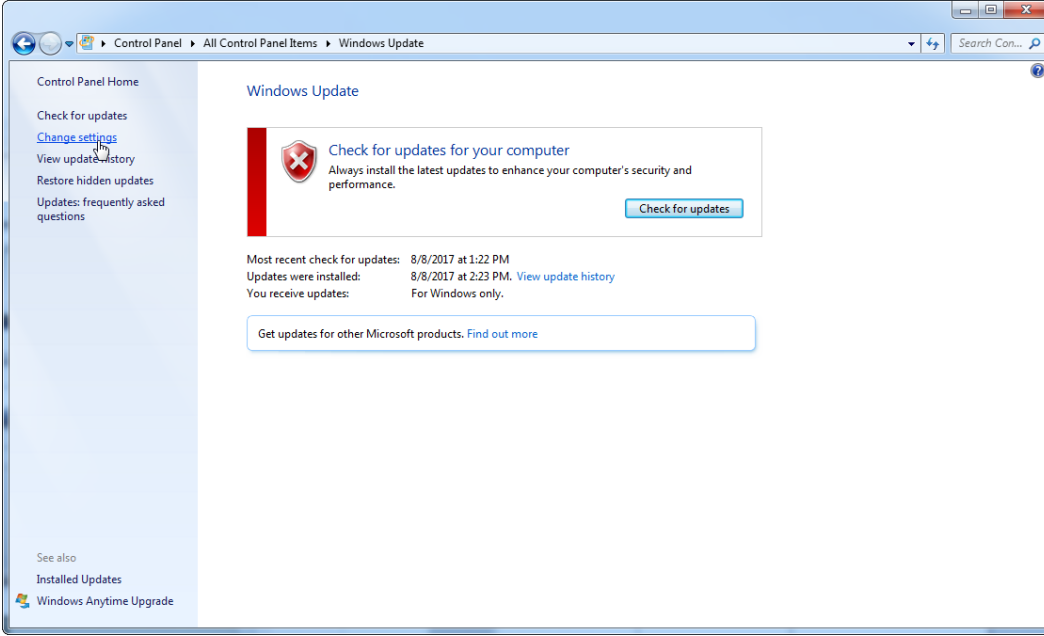 Control Panel ▸ All Control Panel Items ▸ Windows Update
Search Con...
Control Panel Home
Check for updates
Change settings
View update history
Restore hidden updates
Updates: frequently asked
questions
See also
Installed Updates
Windows Anytime Upgrade
Windows Update
Check for updates for your computer
Always install the latest updates to enhance your computer's security and
performance.
Check for updates
Most recent check for updates: 8/8/2017 at 1:22 PM
Updates were installed: 8/8/2017 at 2:23 PM. View update history
You receive updates: For Windows only.
Get updates for other Microsoft products. Find out more